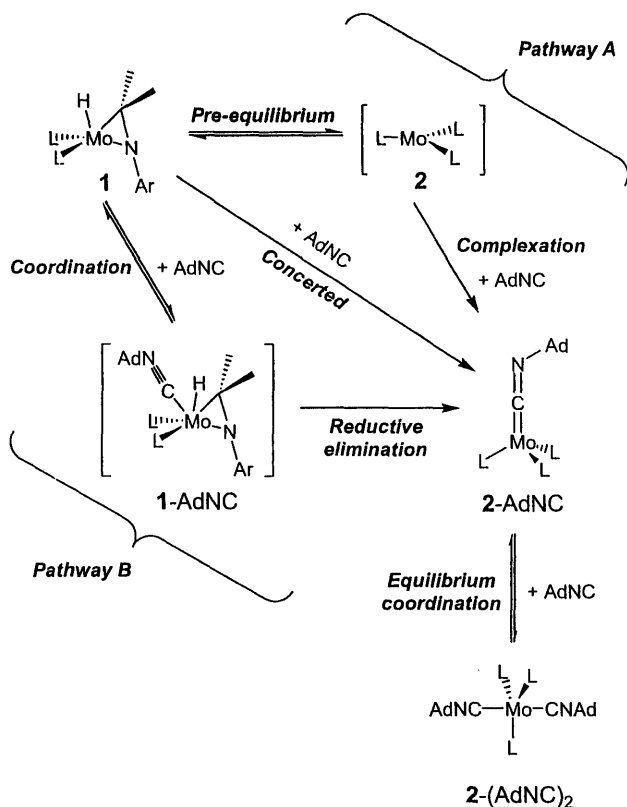 Pathway A
H
Pre-equilibrium
L
L
Mo
N
Ar
1
L
Mo
L
L
2
+ AdNC
Concerted
Complexation
+ AdNC
Coordination
+ AdNC
AdN
C
H
L
L
Mo
N
Ar
1-AdNC
Reductive
elimination
Ad
N
C
Mo
L
L
L
2-AdNC
Pathway B
Equilibrium
coordination
+ AdNC
L
L
AdNC
Mo
CNAd
L
2-(AdNC)2